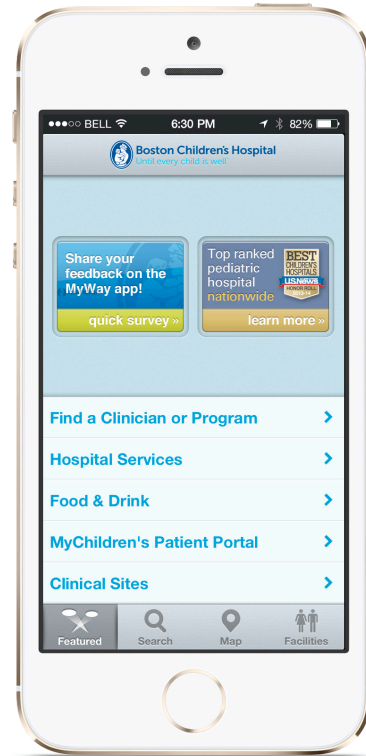 BELL
6:30 PM
82%
Boston Children's Hospital
Until every child is well
Share your
feedback on the
MyWay app!
quick survey »
Top ranked
pediatric
hospital
nationwide
BEST
CHILDREN'S
HOSPITALS
U.S.News
HONOR ROLL
learn more »
Find a Clinician or Program
Hospital Services
Food & Drink
MyChildren's Patient Portal
Clinical Sites
Featured
Search
Map
Facilities